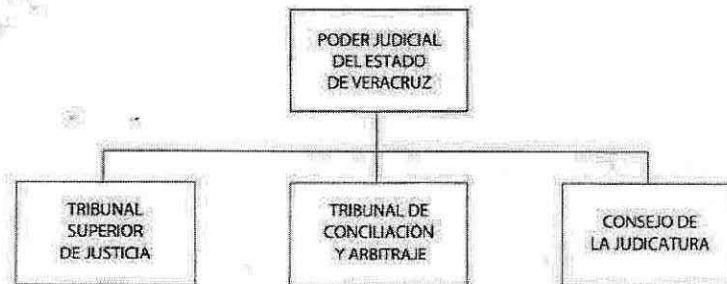 PODER JUDICIAL
DEL ESTADO
DE VERACRUZ
TRIBUNAL
SUPERIOR
DE JUSTICIA
TRIBUNAL DE
CONCILIACIÓN
Y ARBITRAJE
CONSEJO DE
LA JUDICATURA